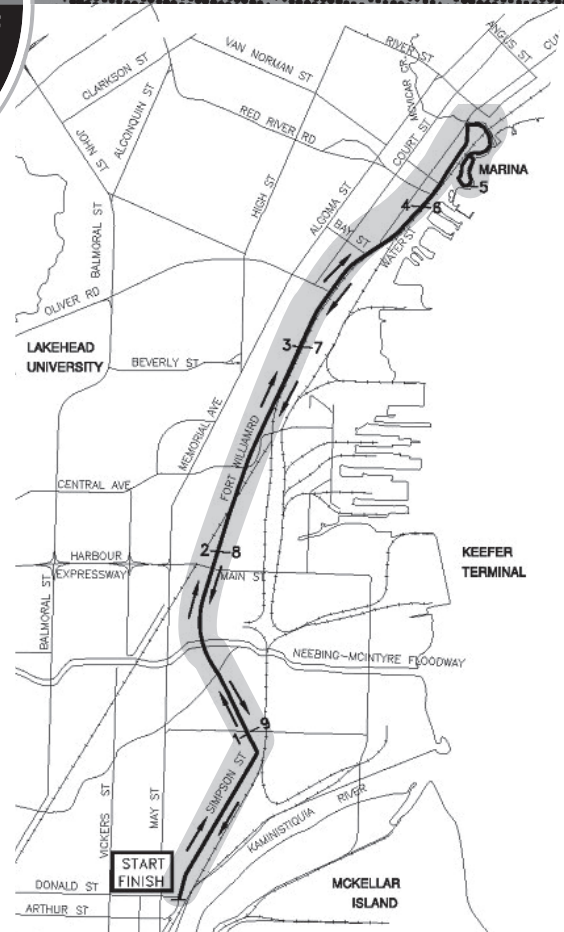 ANGUS ST
CU
RIVER ST
VAN NORMAN ST
CLARKSON ST
MCVICAR CR.
ALGONQUIN ST
RED RIVER RD
COURT ST
JOHN ST
MARINA
5
HIGH ST
ALGOMA ST
4 6
BALMORAL ST
BAY ST
WATER ST
OLIVER RD
LAKEHEAD
UNIVERSITY
3 7
BEVERLY ST
MEMORIAL AVE
FORT WILLIAM RD
CENTRAL AVE
2 8
HARBOUR
EXPRESSWAY
MAIN ST
KEEFER
TERMINAL
BALMORAL ST
NEEBING-MCINTYRE FLOODWAY
1 9
SIMPSON ST
VICKERS ST
MAY ST
KAMINISTIQUIA RIVER
START
FINISH
DONALD ST
MCKELLAR
ISLAND
ARTHUR ST